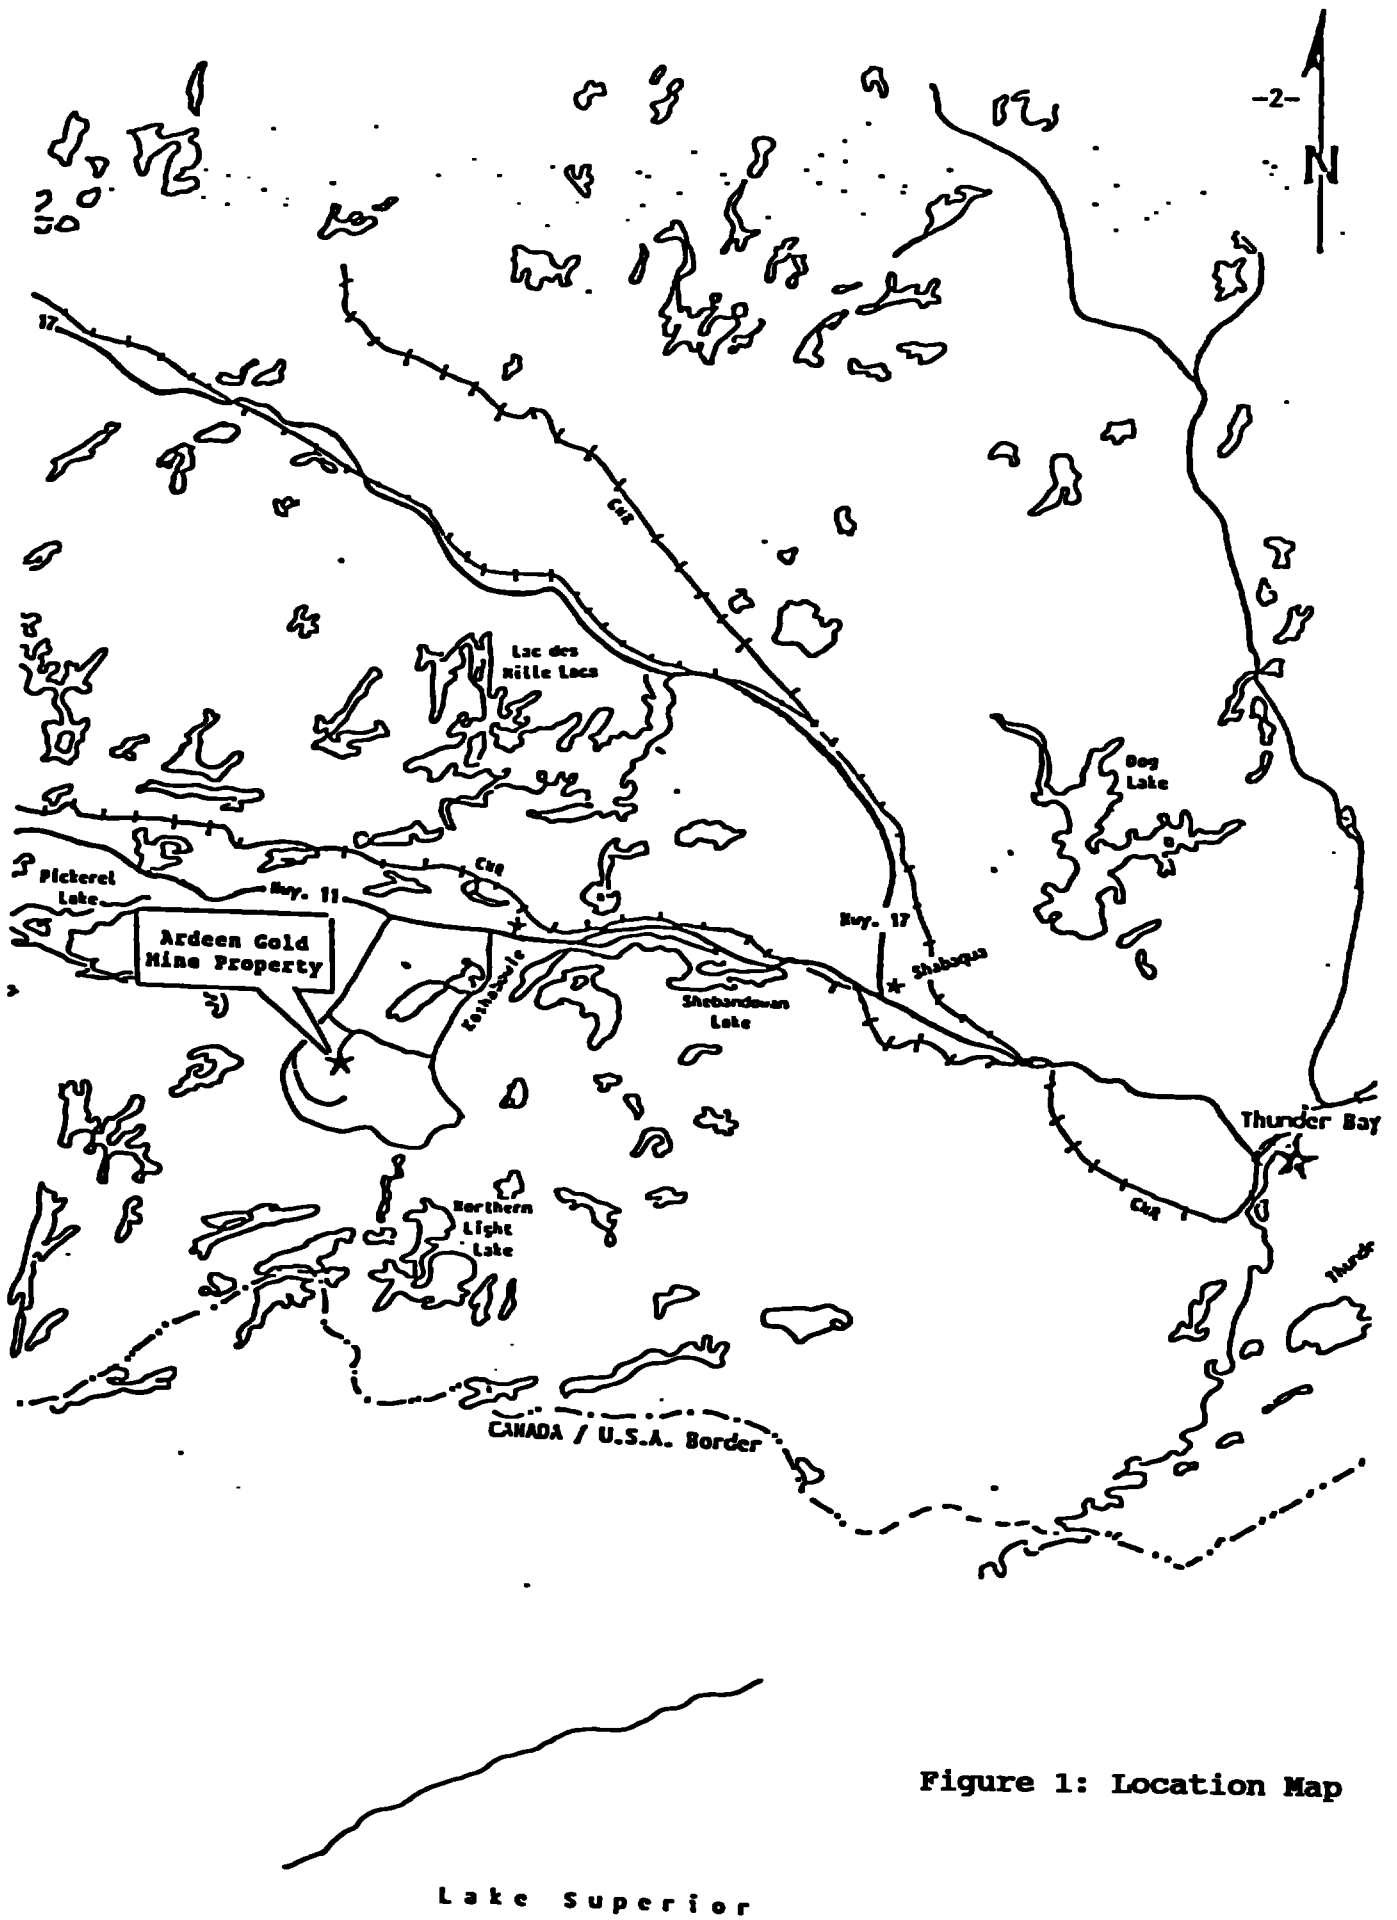 -2-
N
17
CNR
Lac des
Mille Lacs
Dog
Lake
CNR
Pickerel
Lake
Hwy. 11
Hwy. 17
Ardeen Gold
Mine Property
Shabaqua
Kashabowie
Shebandowan
Lake
Thunder Bay
Northern
Light
Lake
CNR
CANADA / U.S.A. Border
Figure 1: Location Map
Lake Superior